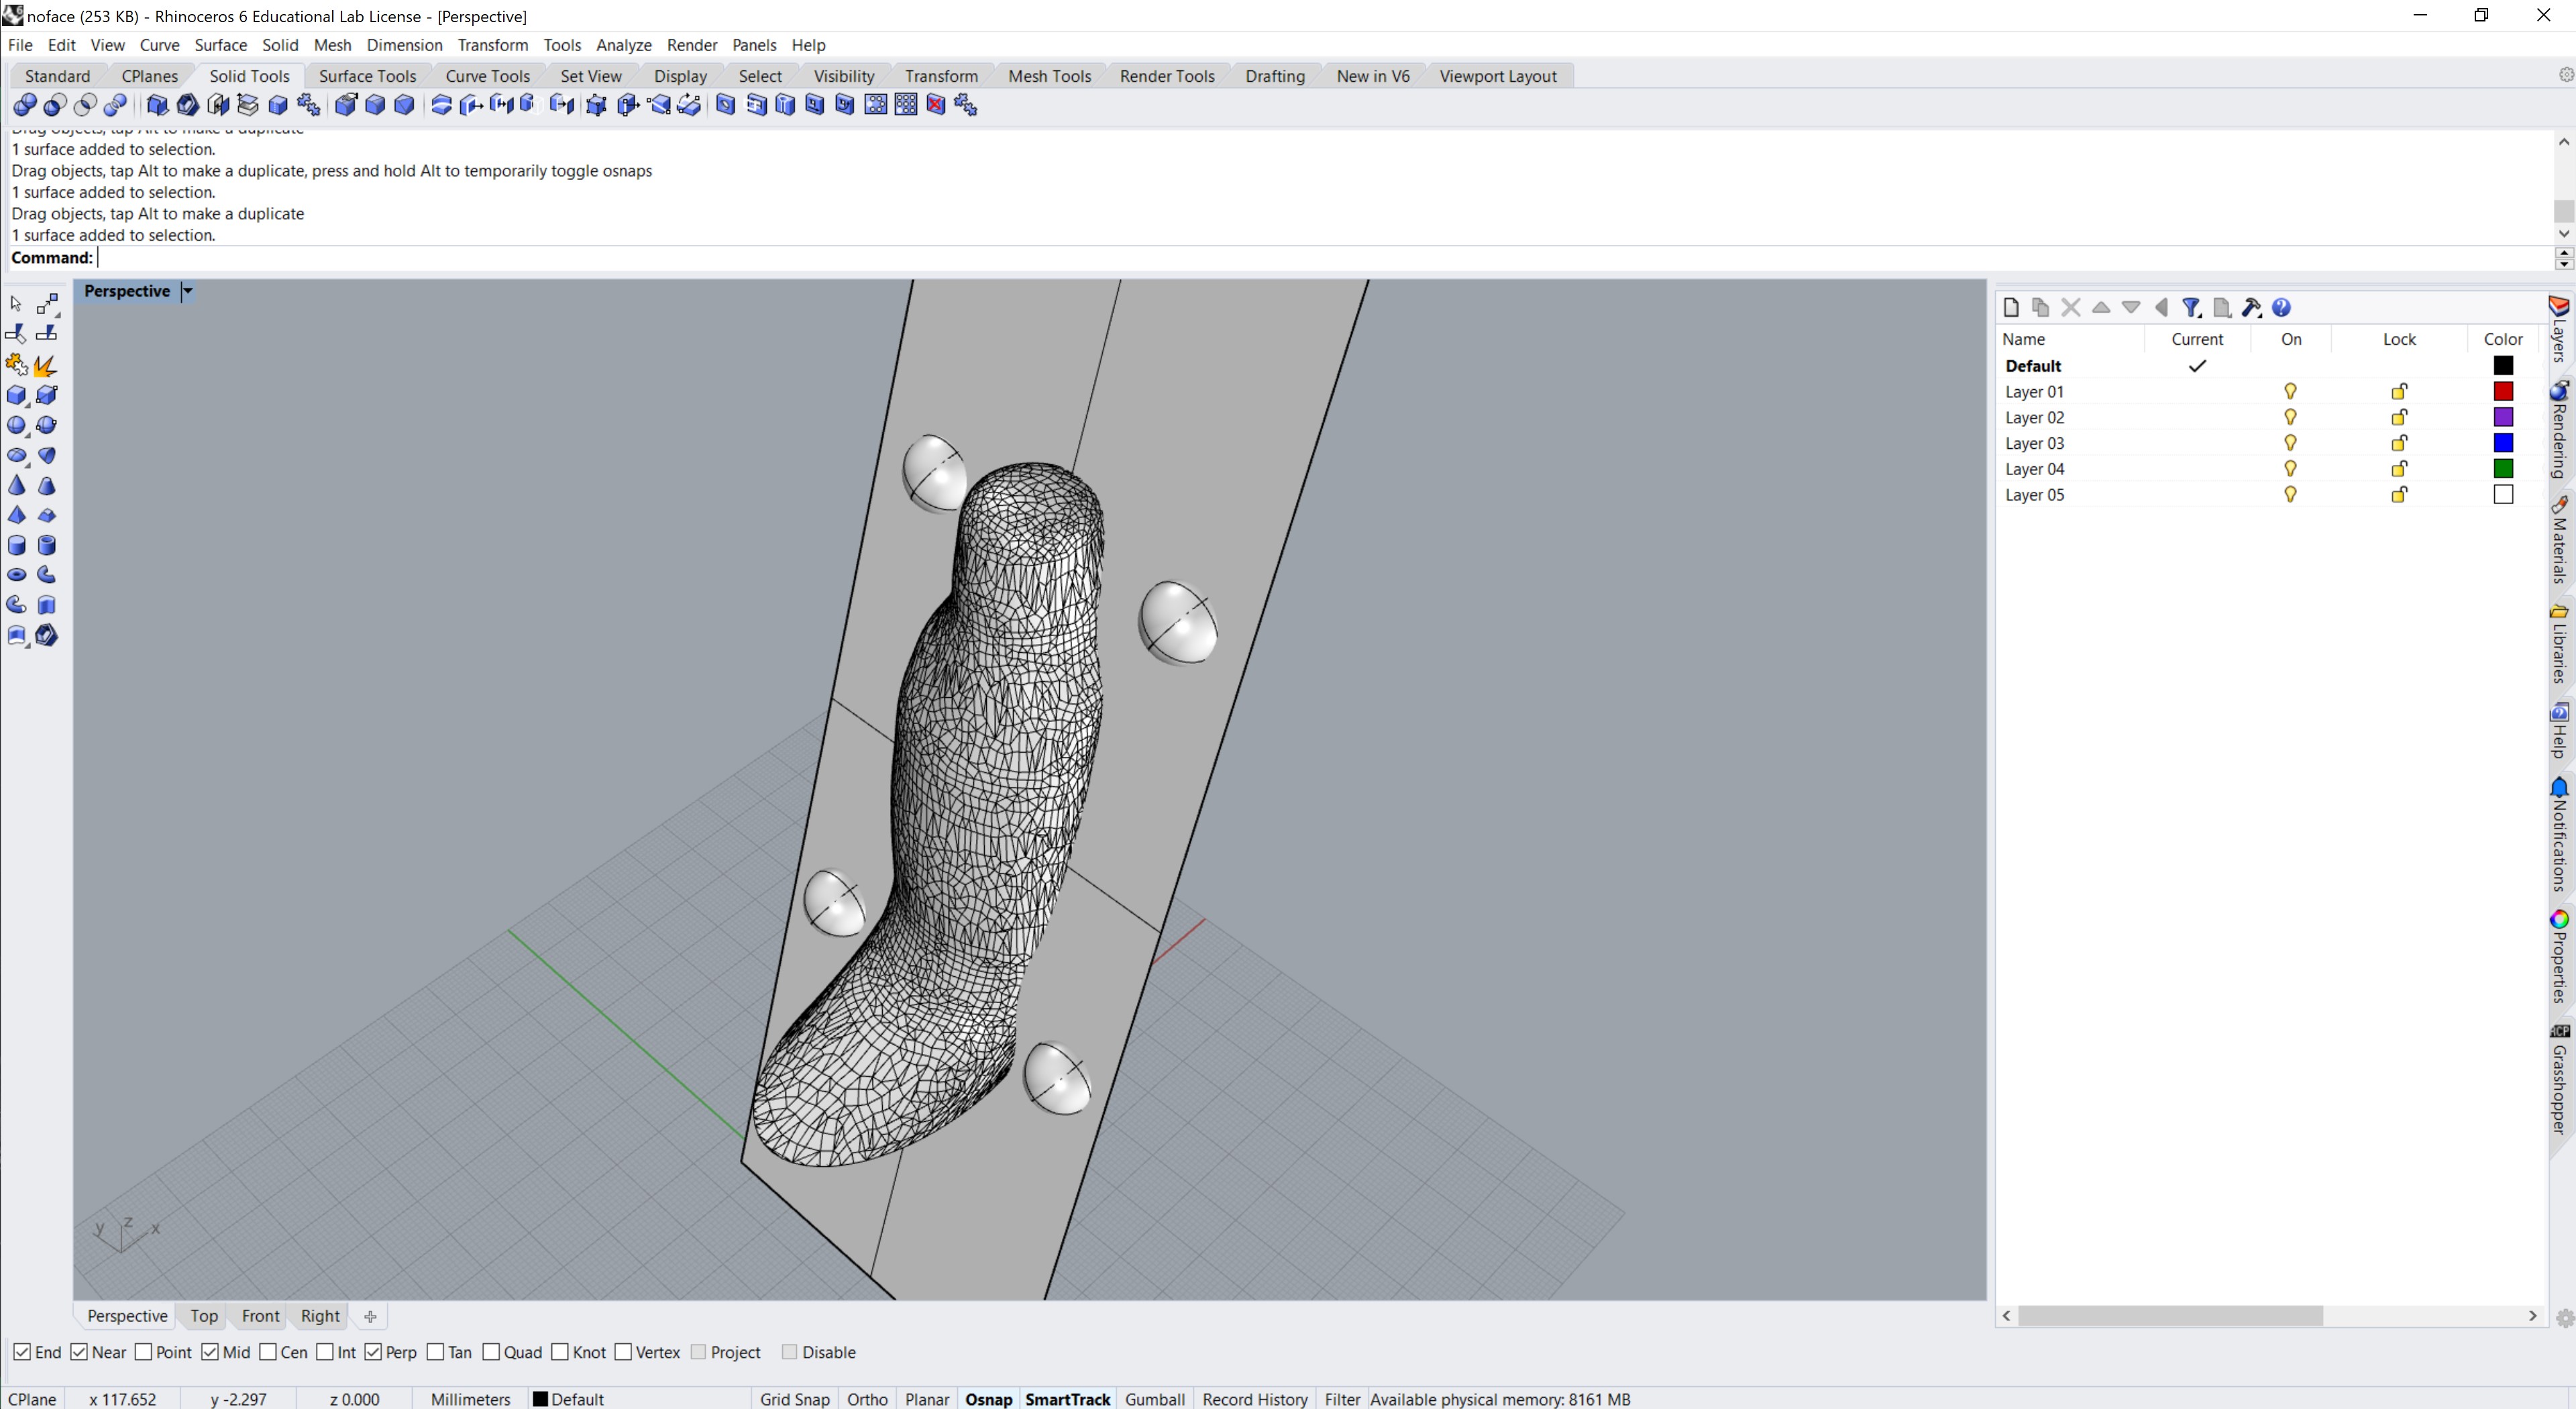 noface (253 KB) - Rhinoceros 6 Educational Lab License - [Perspective]
File Edit View Curve Surface Solid Mesh Dimension Transform Tools Analyze Render Panels Help
Standard CPlanes Solid Tools Surface Tools Curve Tools Set View Display Select Visibility Transform Mesh Tools Render Tools Drafting New in V6 Viewport Layout
Drag objects, tap Alt to make a duplicate
1 surface added to selection.
Drag objects, tap Alt to make a duplicate, press and hold Alt to temporarily toggle osnaps
1 surface added to selection.
Drag objects, tap Alt to make a duplicate
1 surface added to selection.
Command:
Perspective
Name Current On Lock Color
Default
Layer 01
Layer 02
Layer 03
Layer 04
Layer 05
Layers
Rendering
Materials
Libraries
Help
Notifications
Properties
Grasshopper
y z x
Perspective Top Front Right
End Near Point Mid Cen Int Perp Tan Quad Knot Vertex Project Disable
CPlane x 117.652 y -2.297 z 0.000 Millimeters Default Grid Snap Ortho Planar Osnap SmartTrack Gumball Record History Filter Available physical memory: 8161 MB